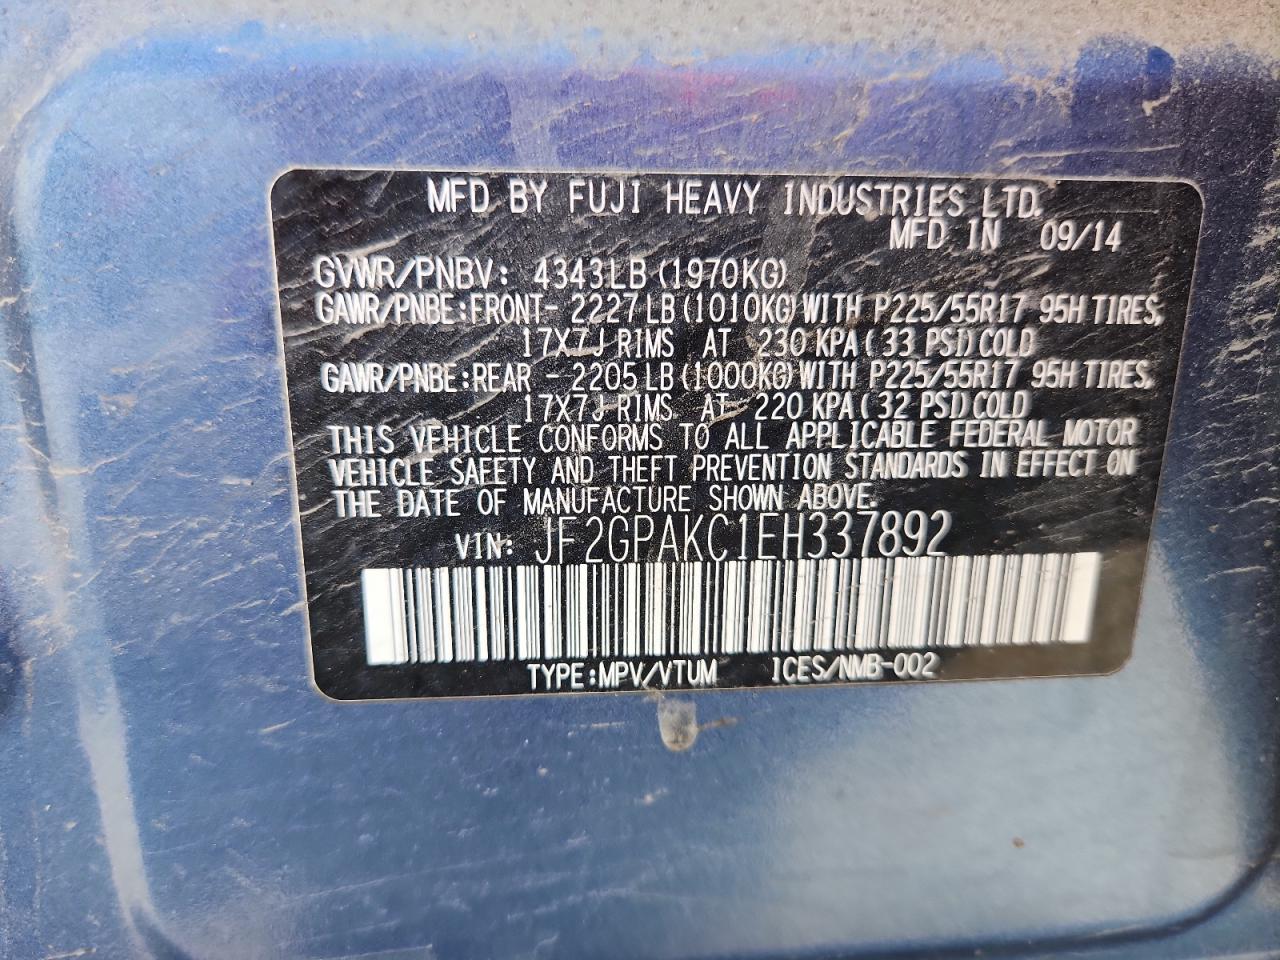 MFD BY FUJI HEAVY INDUSTRIES LTD.
MFD IN 09/14
GVWR/PNBV: 4343LB (1970KG)
GAWR/PNBE:FRONT- 2227LB (1010KG) WITH P225/55R17 95H TIRES,
17X7J RIMS AT 230 KPA (33 PSI) COLD
GAWR/PNBE:REAR -2205LB (1000KG) WITH P225/55R17 95H TIRES,
17X7J RIMS AT 220 KPA (32 PSI) COLD
THIS VEHICLE CONFORMS TO ALL APPLICABLE FEDERAL MOTOR
VEHICLE SAFETY AND THEFT PREVENTION STANDARDS IN EFFECT ON
THE DATE OF MANUFACTURE SHOWN ABOVE.
VIN: JF2GPAKC1EH337892
TYPE:MPV/VTUM ICES/NMB-002